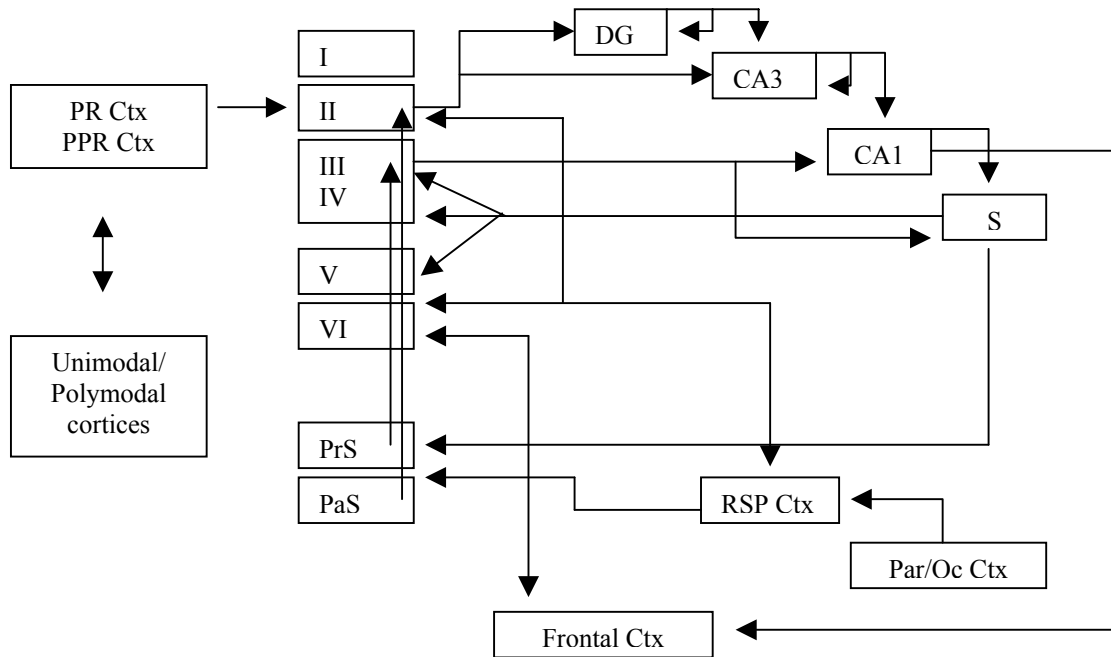 DG
I
CA3
PR Ctx
PPR Ctx
II
III
IV
CA1
S
V
VI
Unimodal/
Polymodal
cortices
PrS
PaS
RSP Ctx
Par/Oc Ctx
Frontal Ctx